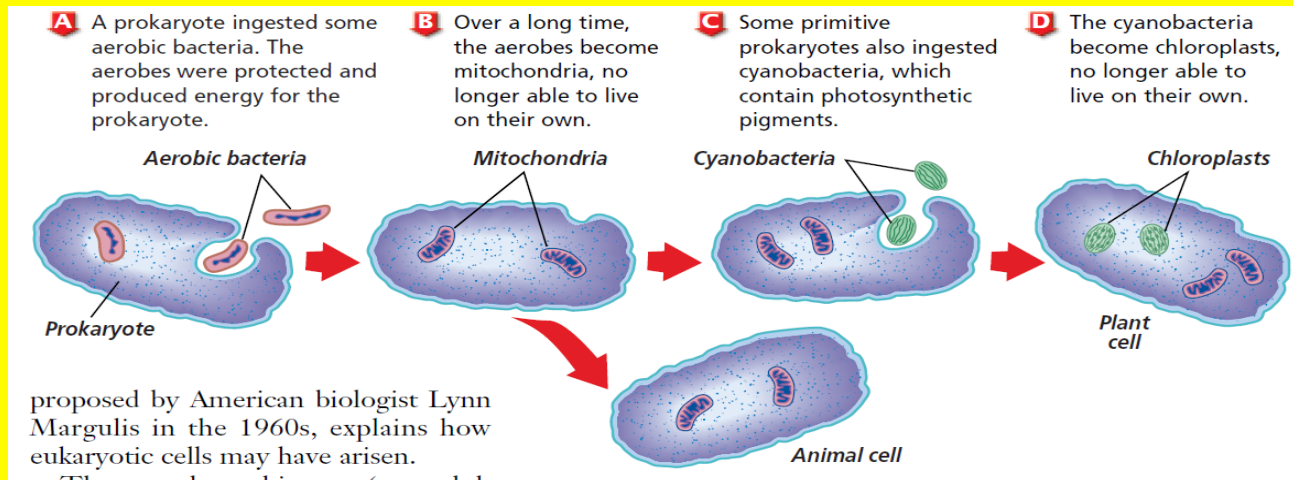 A A prokaryote ingested some
aerobic bacteria. The
aerobes were protected and
produced energy for the
prokaryote.
B Over a long time,
the aerobes become
mitochondria, no
longer able to live
on their own.
C Some primitive
prokaryotes also ingested
cyanobacteria, which
contain photosynthetic
pigments.
D The cyanobacteria
become chloroplasts,
no longer able to
live on their own.
Aerobic bacteria
Mitochondria
Cyanobacteria
Chloroplasts
Prokaryote
Plant
cell
Animal cell
proposed by American biologist Lynn
Margulis in the 1960s, explains how
eukaryotic cells may have arisen.